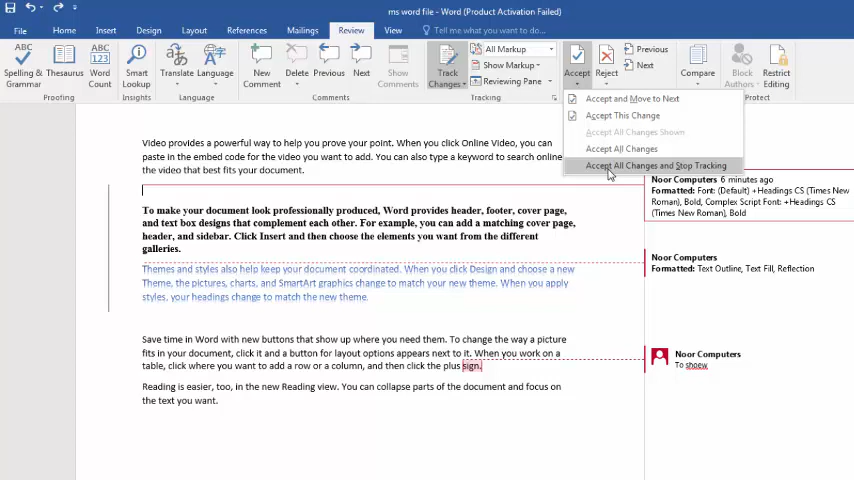 ms word file - Word (Product Activation Failed)
File Home Insert Design Layout References Mailings Review View Tell me what you want to do...
Spelling & Grammar
Thesaurus
Word Count
Proofing
Smart Lookup
Insights
Translate
Language
Language
New Comment
Delete
Previous
Next
Show Comments
Comments
Track Changes
All Markup
Show Markup
Reviewing Pane
Tracking
Accept
Reject
Previous
Next
Compare
Block Authors
Restrict Editing
Protect
Accept and Move to Next
Accept This Change
Accept All Changes Shown
Accept All Changes
Accept All Changes and Stop Tracking
Video provides a powerful way to help you prove your point. When you click Online Video, you can
paste in the embed code for the video you want to add. You can also type a keyword to search online
the video that best fits your document.
To make your document look professionally produced, Word provides header, footer, cover page,
and text box designs that complement each other. For example, you can add a matching cover page,
header, and sidebar. Click Insert and then choose the elements you want from the different
galleries.
Themes and styles also help keep your document coordinated. When you click Design and choose a new
Theme, the pictures, charts, and SmartArt graphics change to match your new theme. When you apply
styles, your headings change to match the new theme.
Save time in Word with new buttons that show up where you need them. To change the way a picture
fits in your document, click it and a button for layout options appears next to it. When you work on a
table, click where you want to add a row or a column, and then click the plus sign.
Reading is easier, too, in the new Reading view. You can collapse parts of the document and focus on
the text you want.
Noor Computers 6 minutes ago
Formatted: Font: (Default) +Headings CS (Times
New Roman), Bold, Complex Script Font: +Headings CS
(Times New Roman), Bold
Noor Computers
Formatted: Text Outline, Text Fill, Reflection
Noor Computers
To shoew